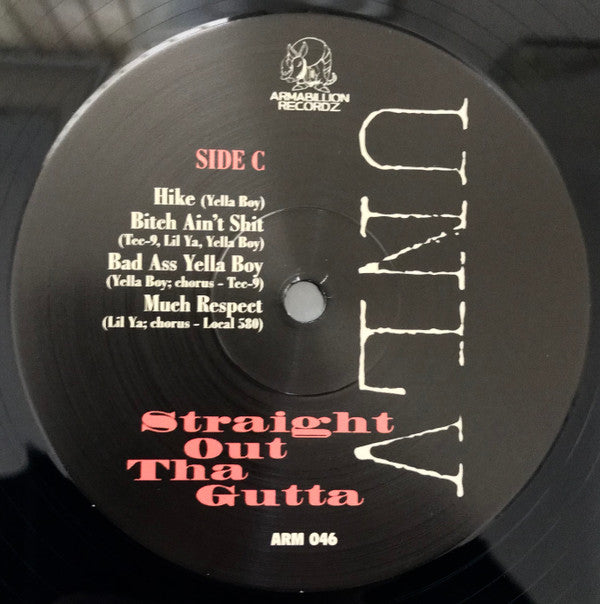 ARMABILLION
RECORDZ
UNLV
SIDE C
Hike (Yella Boy)
Bitch Ain't Shit
(Tec-9, Lil Ya, Yella Boy)
Bad Ass Yella Boy
(Yella Boy; chorus - Tec-9)
Much Respect
(Lil Ya; chorus - Local 580)
Straight
Out
Tha
Gutta
ARM 046